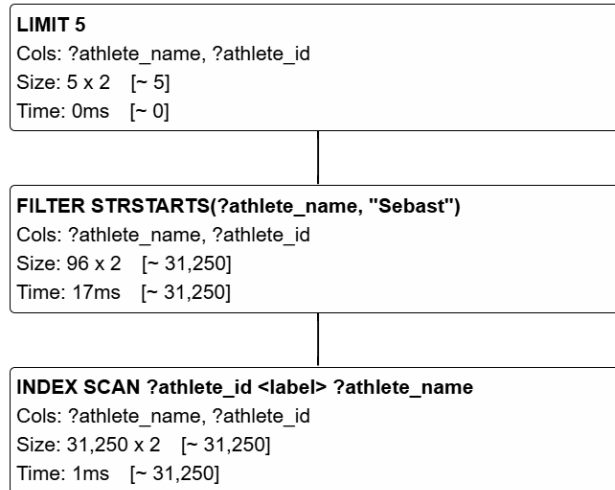 LIMIT 5
Cols: ?athlete_name, ?athlete_id
Size: 5 x 2 [~ 5]
Time: 0ms [~ 0]
FILTER STRSTARTS(?athlete_name, "Sebast")
Cols: ?athlete_name, ?athlete_id
Size: 96 x 2 [~ 31,250]
Time: 17ms [~ 31,250]
INDEX SCAN ?athlete_id <label> ?athlete_name
Cols: ?athlete_name, ?athlete_id
Size: 31,250 x 2 [~ 31,250]
Time: 1ms [~ 31,250]